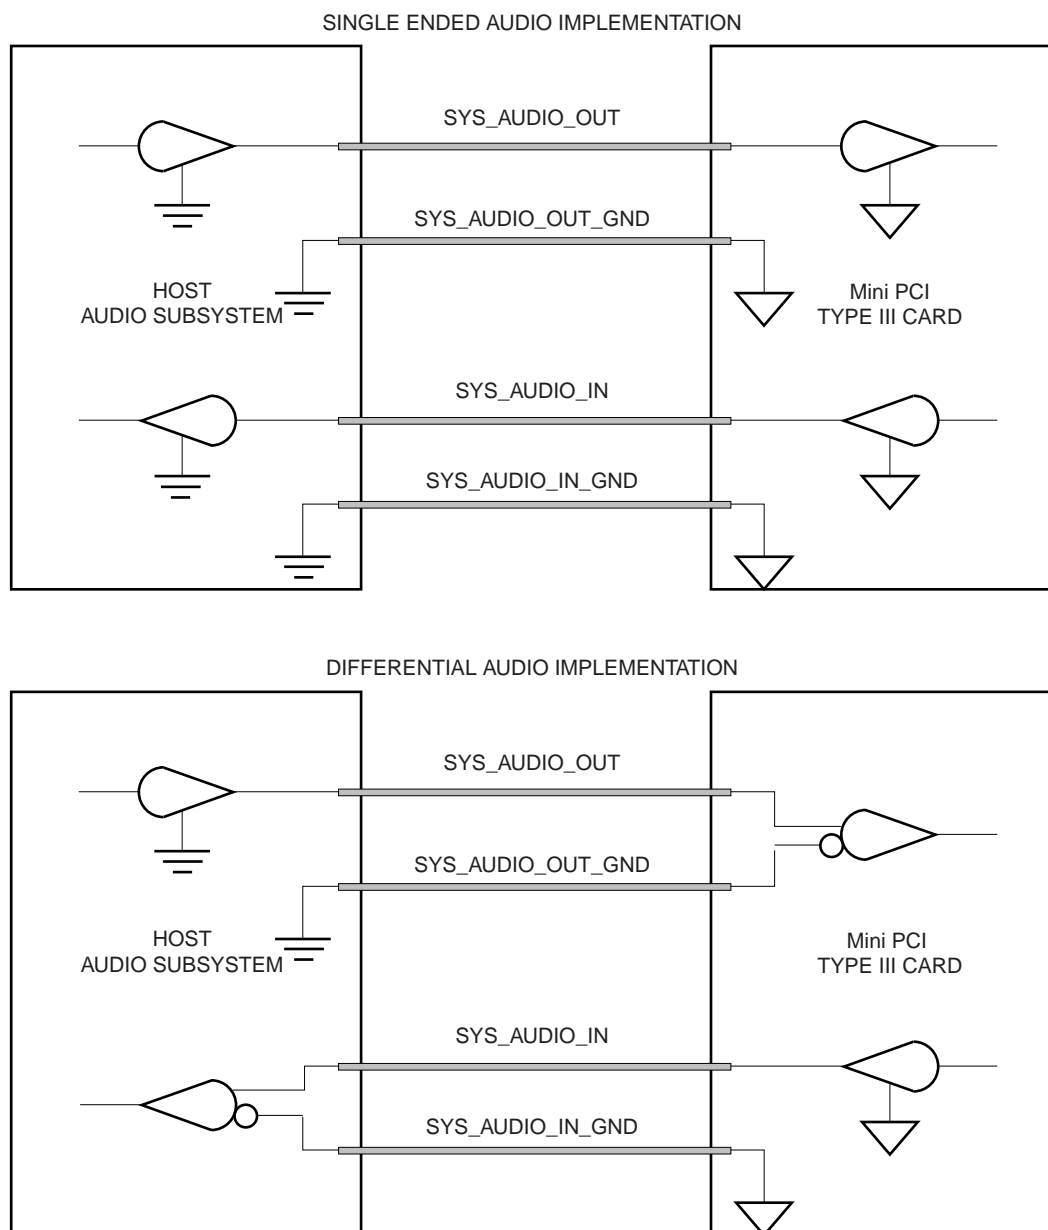 SINGLE ENDED AUDIO IMPLEMENTATION
SYS_AUDIO_OUT
SYS_AUDIO_OUT_GND
HOST
AUDIO SUBSYSTEM
Mini PCI
TYPE III CARD
SYS_AUDIO_IN
SYS_AUDIO_IN_GND
DIFFERENTIAL AUDIO IMPLEMENTATION
SYS_AUDIO_OUT
SYS_AUDIO_OUT_GND
HOST
AUDIO SUBSYSTEM
Mini PCI
TYPE III CARD
SYS_AUDIO_IN
SYS_AUDIO_IN_GND